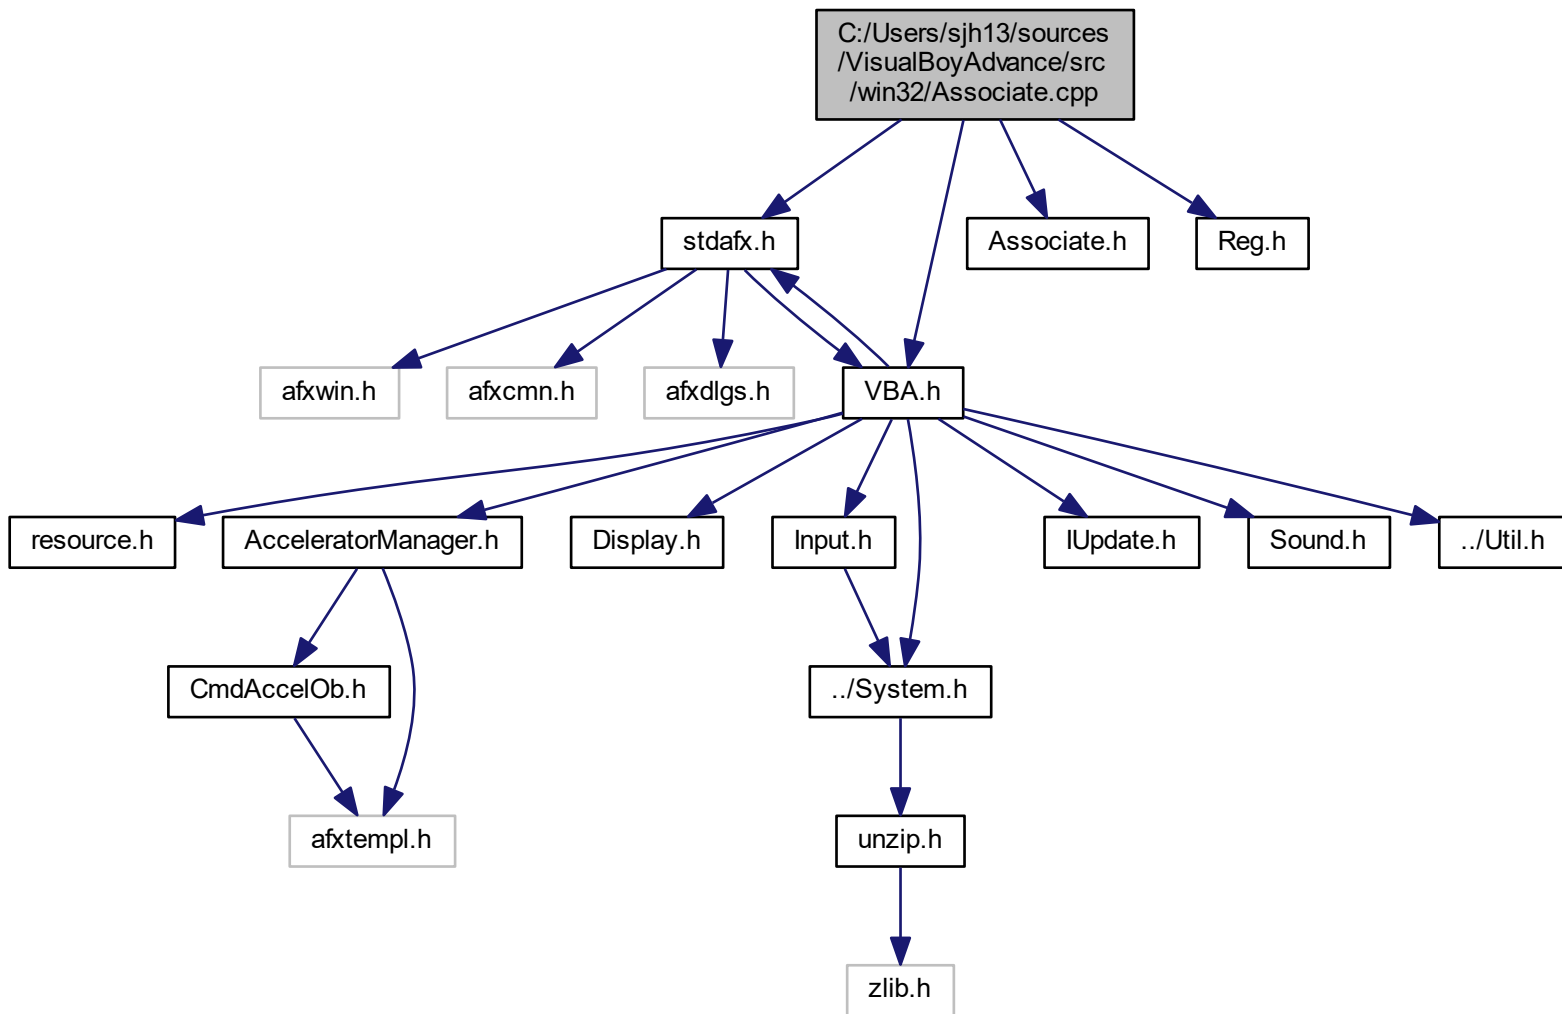 C:/Users/sjh13/sources
/VisualBoyAdvance/src
/win32/Associate.cpp
stdafx.h
Associate.h
Reg.h
afxwin.h
afxcmn.h
afxdlgs.h
VBA.h
resource.h
AcceleratorManager.h
Display.h
Input.h
IUpdate.h
Sound.h
../Util.h
CmdAccelOb.h
../System.h
afxtempl.h
unzip.h
zlib.h